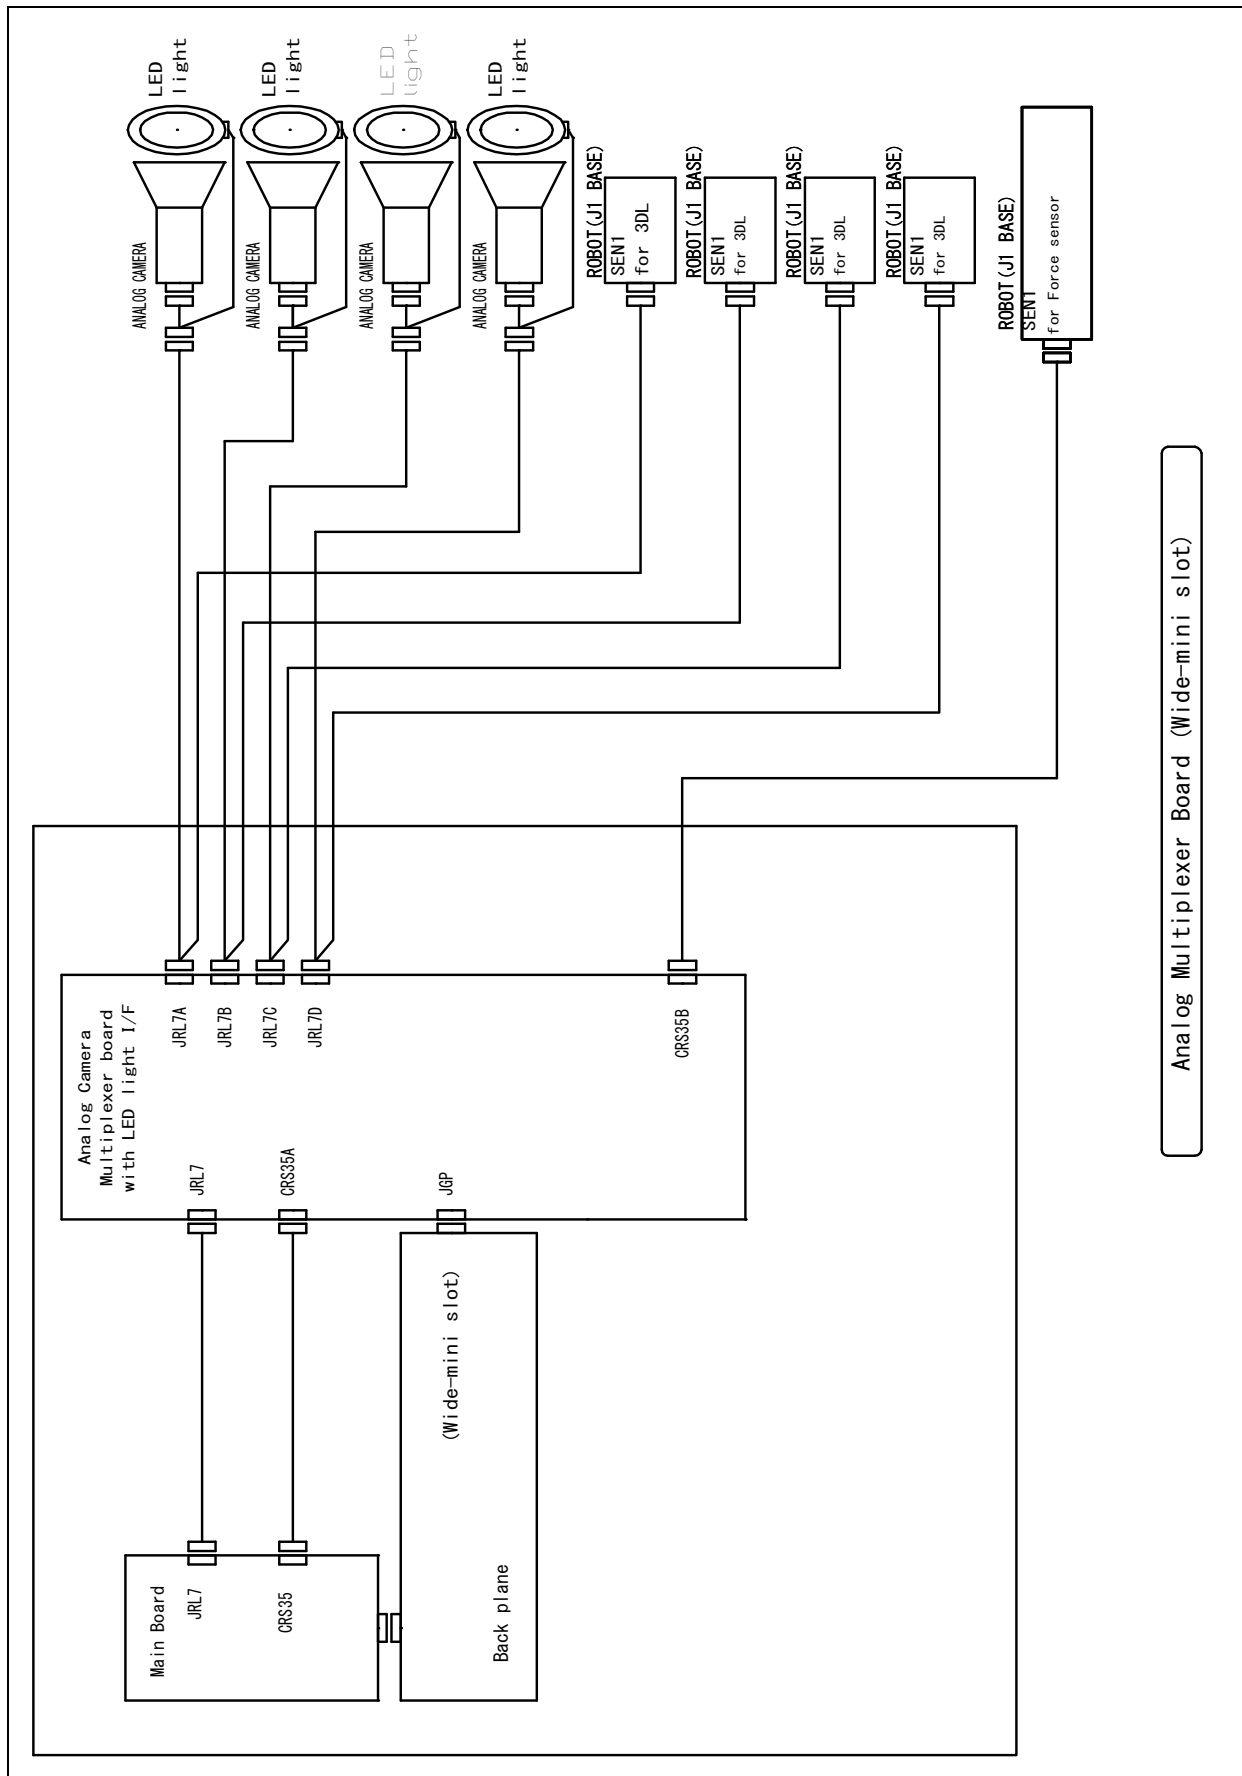 LED
light
LED
light
LED
light
LED
light
ANALOG CAMERA
ANALOG CAMERA
ANALOG CAMERA
ANALOG CAMERA
ROBOT(J1 BASE)
SEN1
for 3DL
ROBOT(J1 BASE)
SEN1
for 3DL
ROBOT(J1 BASE)
SEN1
for 3DL
ROBOT(J1 BASE)
SEN1
for 3DL
ROBOT(J1 BASE)
SEN1
for Force sensor
Analog Camera
Multiplexer board
with LED light I/F
JRL7A
JRL7B
JRL7C
JRL7D
CRS35B
JRL7
CRS35A
JGP
Main Board
JRL7
CRS35
(Wide-mini slot)
Back plane
Analog Multiplexer Board (Wide-mini slot)